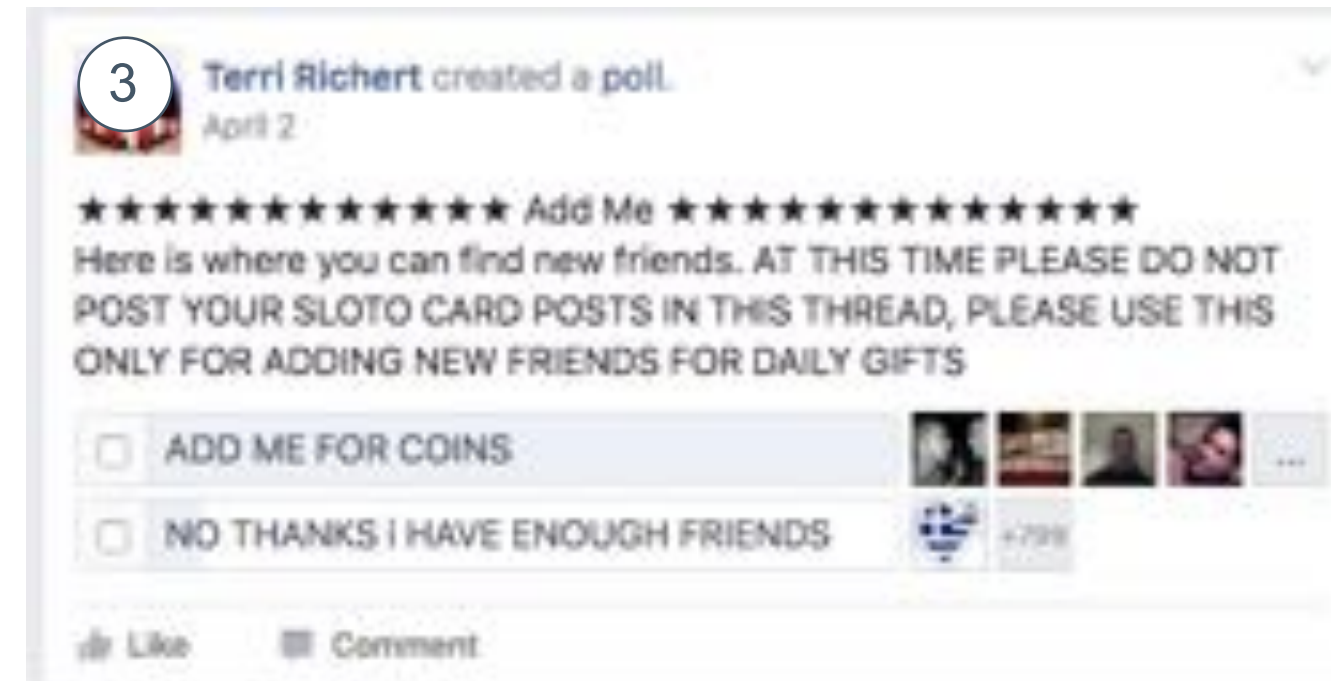 3
Terri Richert created a poll.
April 2
★★★★★★★★★★★★ Add Me ★★★★★★★★★★★★★
Here is where you can find new friends. AT THIS TIME PLEASE DO NOT
POST YOUR SLOTO CARD POSTS IN THIS THREAD, PLEASE USE THIS
ONLY FOR ADDING NEW FRIENDS FOR DAILY GIFTS
ADD ME FOR COINS ...
NO THANKS I HAVE ENOUGH FRIENDS +799
Like Comment